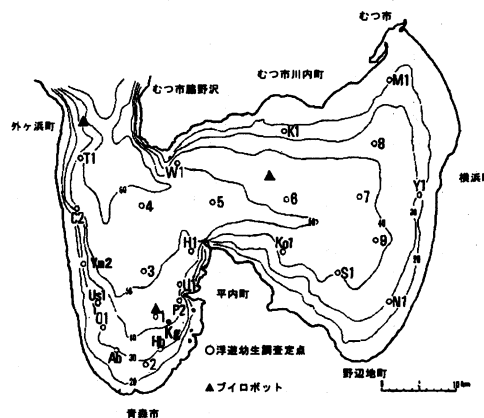 むつ市
むつ市川内町
むつ市脇野沢
外ヶ浜町
M1
K1
T1
W1
8
横浜
Y1
4
5
6
7
C2
H1
Ko1
9
Ym2
3
S1
U1
Us1
P2
平内町
N1
O1
1
Kg
Hb
Ab
2
○浮遊幼生調査定点
▲ブイロボット
野辺地町
青森市
0
10km